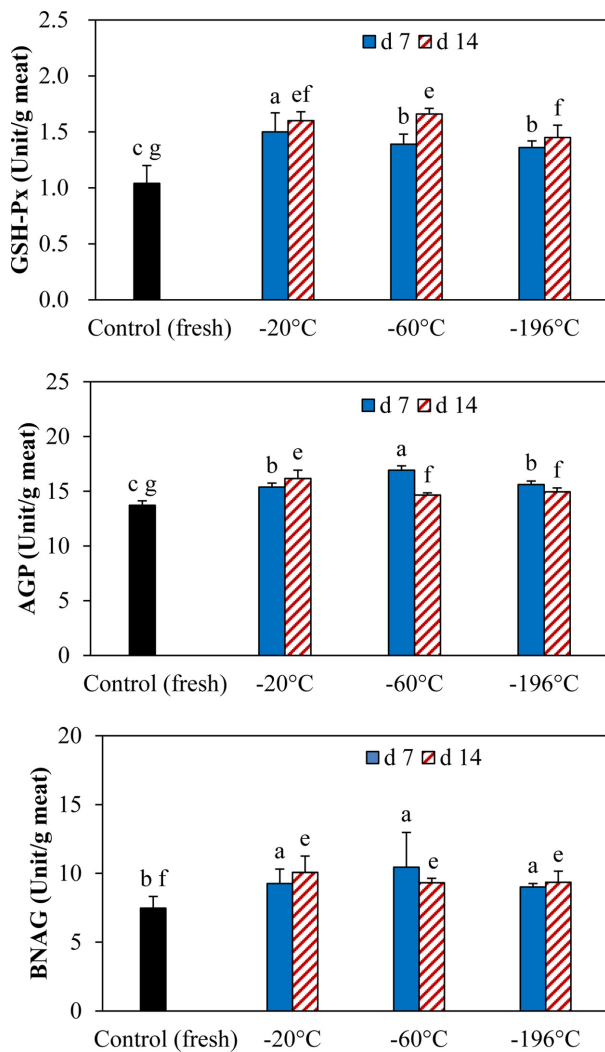 GSH-Px (Unit/g meat)
2.5
2.0
1.5
1.0
0.5
0.0
d 7 d 14
c g
a ef
b e
b f
Control (fresh) -20°C -60°C -196°C
AGP (Unit/g meat)
25
20
15
10
5
0
d 7 d 14
c g
b e
a f
b f
Control (fresh) -20°C -60°C -196°C
BNAG (Unit/g meat)
20
15
10
5
0
d 7 d 14
b f
a e
a e
a e
Control (fresh) -20°C -60°C -196°C